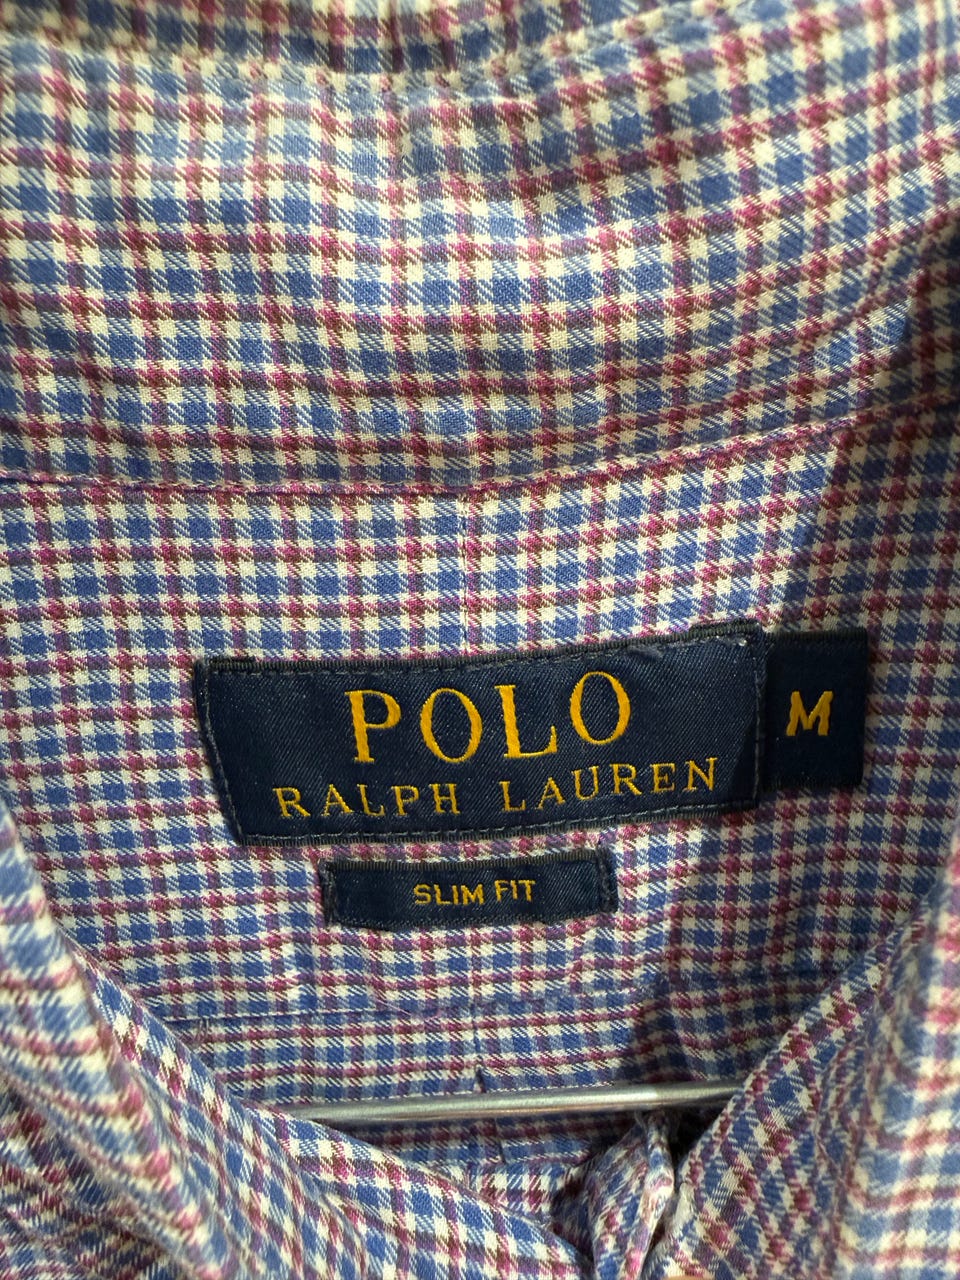 POLO
RALPH LAUREN
M
SLIM FIT